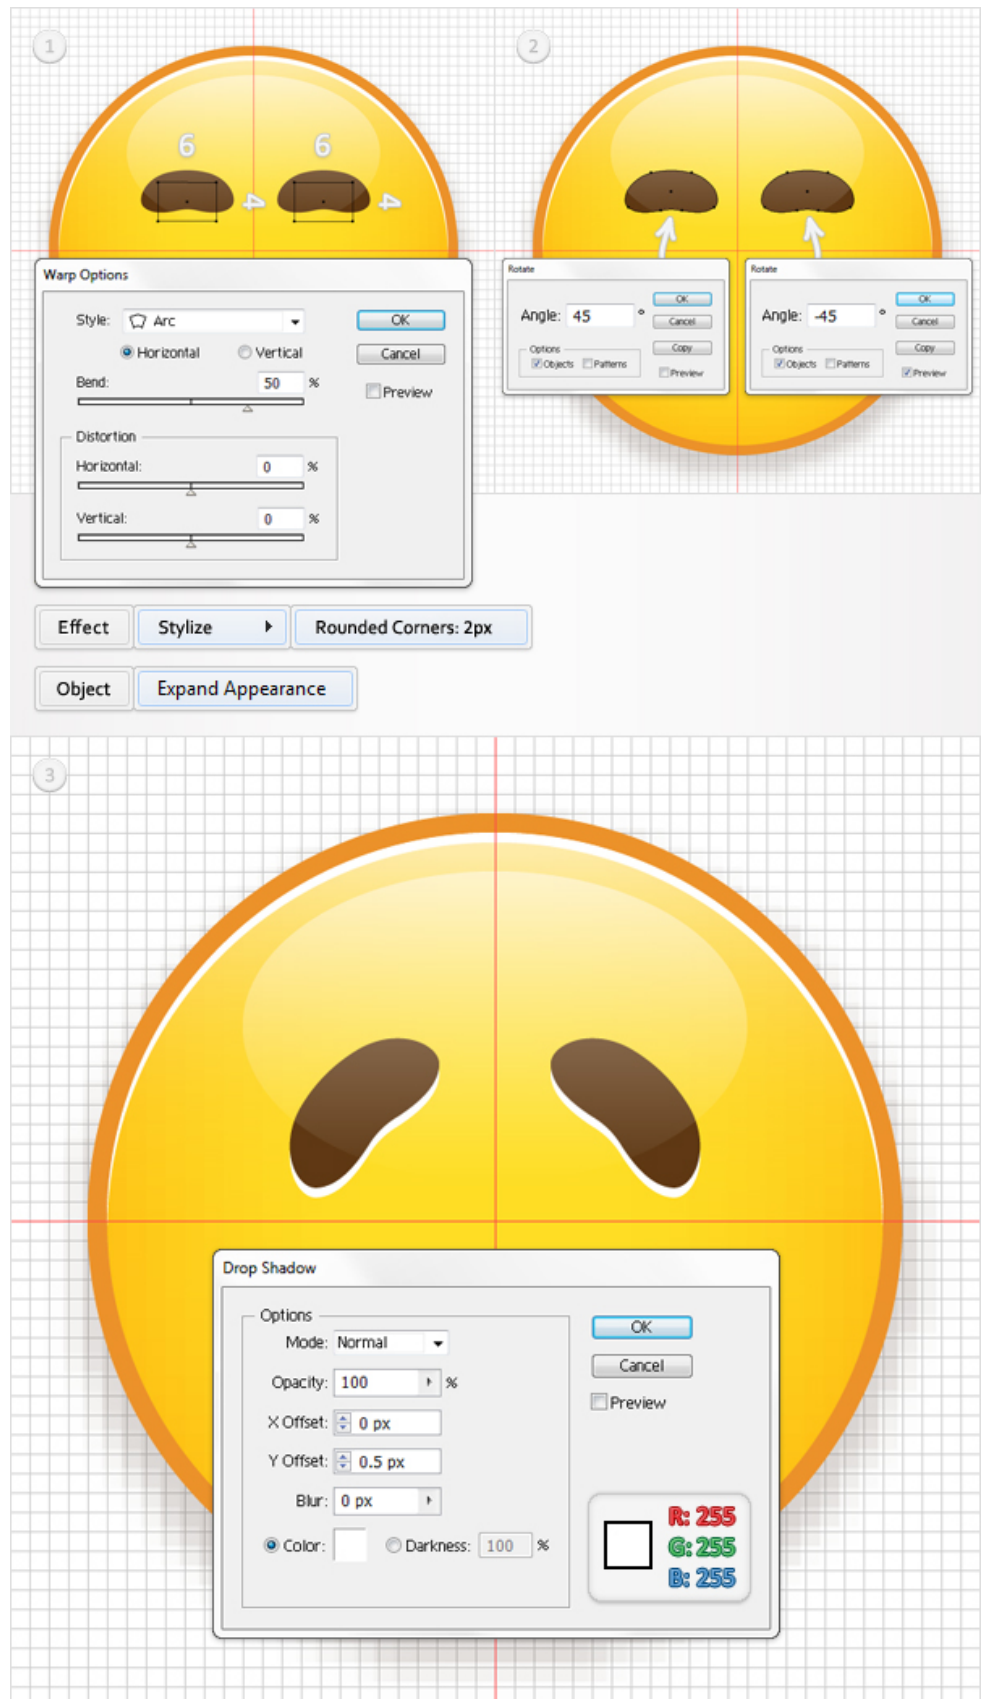 1
6
6
4
4
Warp Options
Style: Arc
OK
Horizontal
Vertical
Cancel
Bend: 50 %
Preview
Distortion
Horizontal: 0 %
Vertical: 0 %
Effect
Stylize
Rounded Corners: 2px
Object
Expand Appearance
2
Rotate
Angle: 45 °
OK
Cancel
Copy
Options
Objects
Patterns
Preview
Rotate
Angle: -45 °
OK
Cancel
Copy
Options
Objects
Patterns
Preview
3
Drop Shadow
Options
Mode: Normal
OK
Opacity: 100 %
Cancel
Preview
X Offset: 0 px
Y Offset: 0.5 px
Blur: 0 px
Color:
Darkness: 100 %
R: 255
G: 255
B: 255